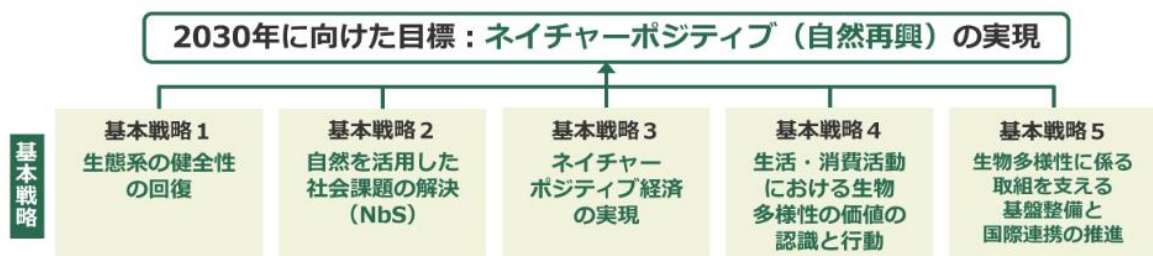 2030年に向けた目標：ネイチャーポジティブ（自然再興）の実現
基本戦略
基本戦略１
生態系の健全性
の回復
基本戦略２
自然を活用した
社会課題の解決
（NbS）
基本戦略３
ネイチャー
ポジティブ経済
の実現
基本戦略４
生活・消費活動
における生物
多様性の価値の
認識と行動
基本戦略５
生物多様性に係る
取組を支える
基盤整備と
国際連携の推進